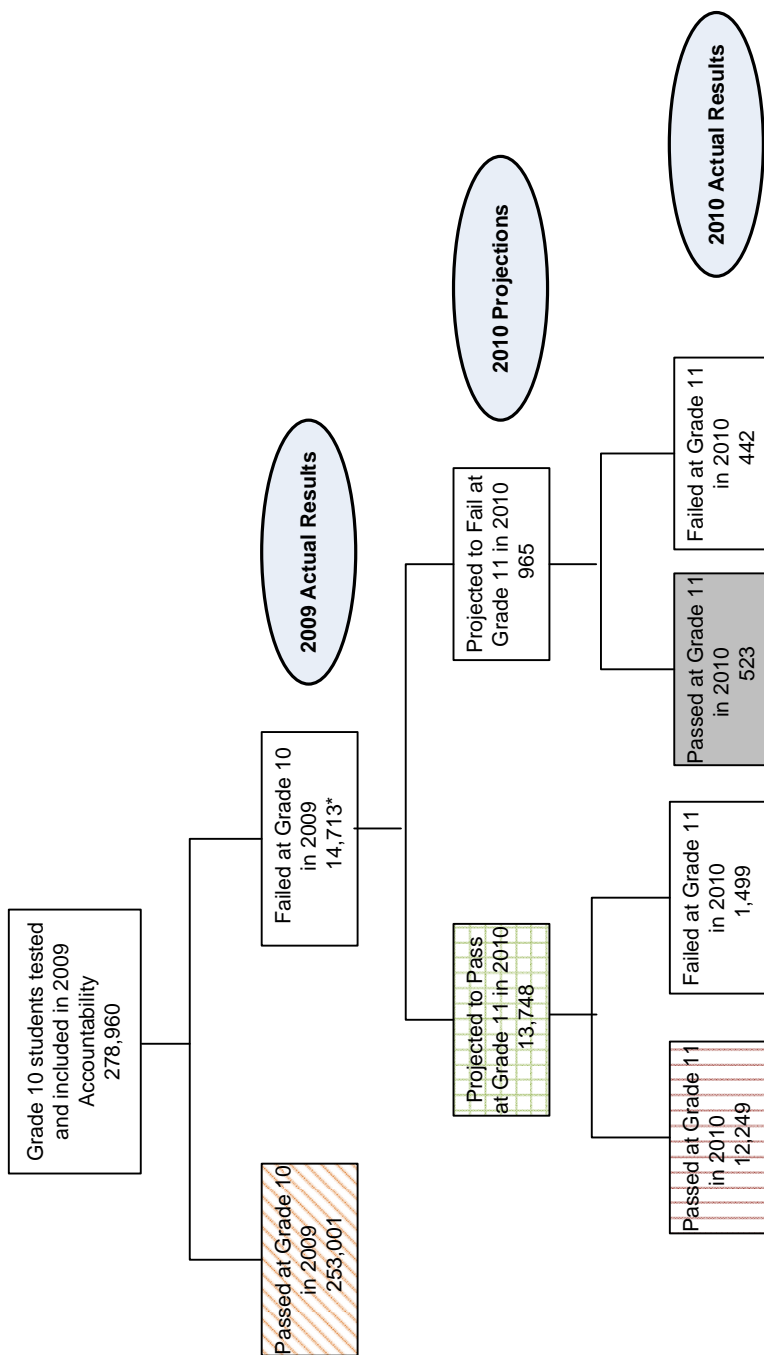 Grade 10 students tested
and included in 2009
Accountability
278,960
Passed at Grade 10
in 2009
253,001
Failed at Grade 10
in 2009
14,713*
2009 Actual Results
Projected to Pass
at Grade 11 in 2010
13,748
Projected to Fail at
Grade 11 in 2010
965
2010 Projections
Passed at Grade 11
in 2010
12,249
Failed at Grade 11
in 2010
1,499
Passed at Grade 11
in 2010
523
Failed at Grade 11
in 2010
442
2010 Actual Results